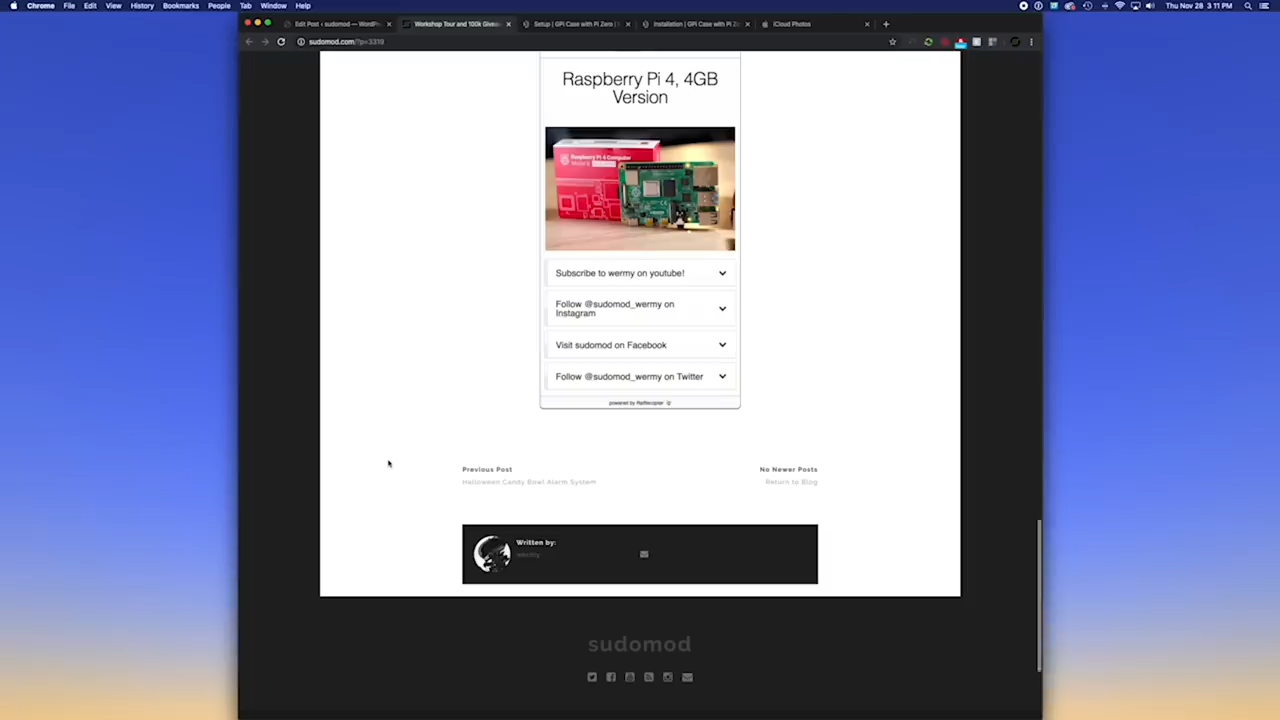 Chrome File Edit View History Bookmarks People Tab Window Help
Thu Nov 28 3:11 PM
Edit Post ‹ sudomod — WordPr
Workshop Tour and 100k Givea
Setup | GPi Case with Pi Zero |
Installation | GPi Case with Pi Ze
iCloud Photos
sudomod.com/?p=3319
Raspberry Pi 4, 4GB
Version
Raspberry Pi 4 Computer
Subscribe to wermy on youtube!
Follow @sudomod_wermy on
Instagram
Visit sudomod on Facebook
Follow @sudomod_wermy on Twitter
powered by Rafflecopter
Previous Post
Halloween Candy Bowl Alarm System
No Newer Posts
Return to Blog
Written by:
sudomod